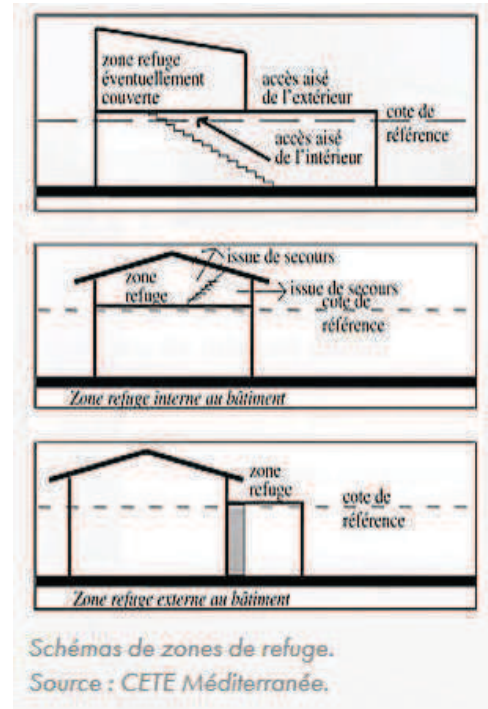 zone refuge
éventuellement
couverte
accès aisé
de l'extérieur
cote de
référence
accès aisé
de l'intérieur
issue de secours
zone
refuge
issue de secours
cote de
référence
Zone refuge interne au bâtiment
zone
refuge
cote de
référence
Zone refuge externe au bâtiment
Schémas de zones de refuge.
Source : CETE Méditerranée.